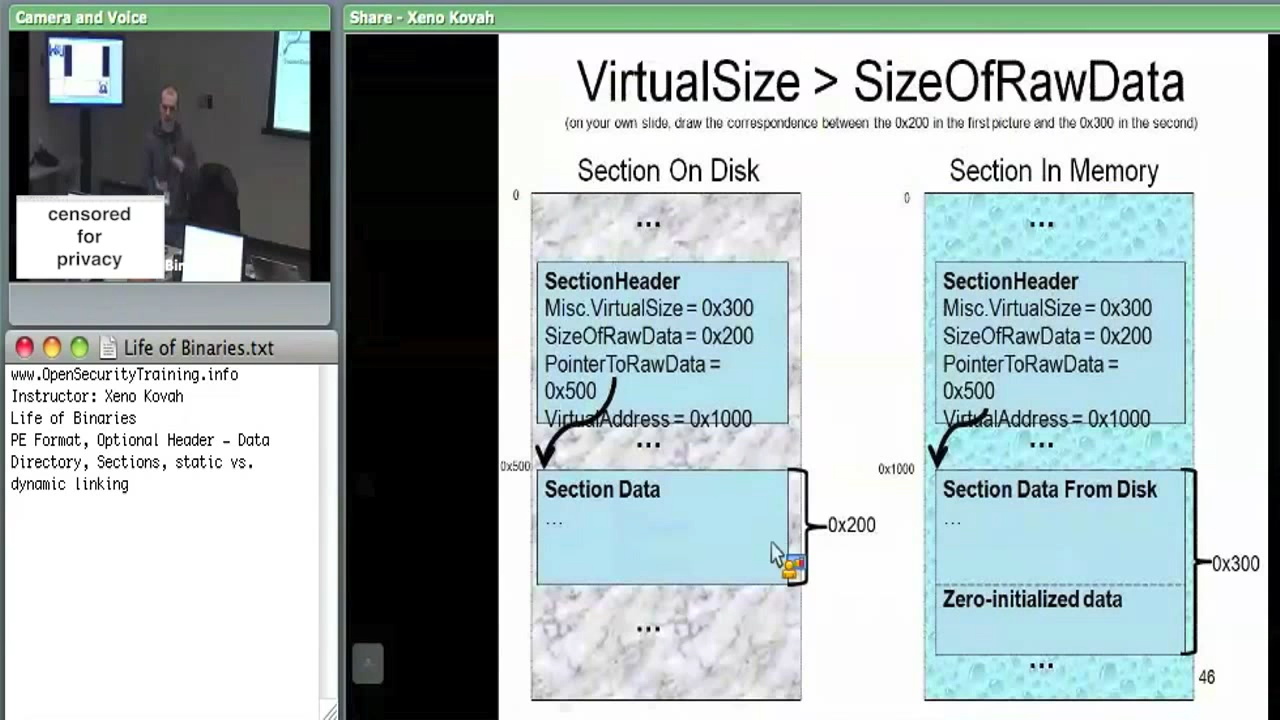 Camera and Voice
censored
for
privacy
Bin
Life of Binaries.txt
www.OpenSecurityTraining.info
Instructor: Xeno Kovah
Life of Binaries
PE Format, Optional Header - Data
Directory, Sections, static vs.
dynamic linking
Share - Xeno Kovah
VirtualSize > SizeOfRawData
(on your own slide, draw the correspondence between the 0x200 in the first picture and the 0x300 in the second)
Section On Disk
0
...
SectionHeader
Misc.VirtualSize = 0x300
SizeOfRawData = 0x200
PointerToRawData =
0x500
VirtualAddress = 0x1000
...
0x500
Section Data
...
0x200
...
Section In Memory
0
...
SectionHeader
Misc.VirtualSize = 0x300
SizeOfRawData = 0x200
PointerToRawData =
0x500
VirtualAddress = 0x1000
...
0x1000
Section Data From Disk
...
0x300
Zero-initialized data
...
46